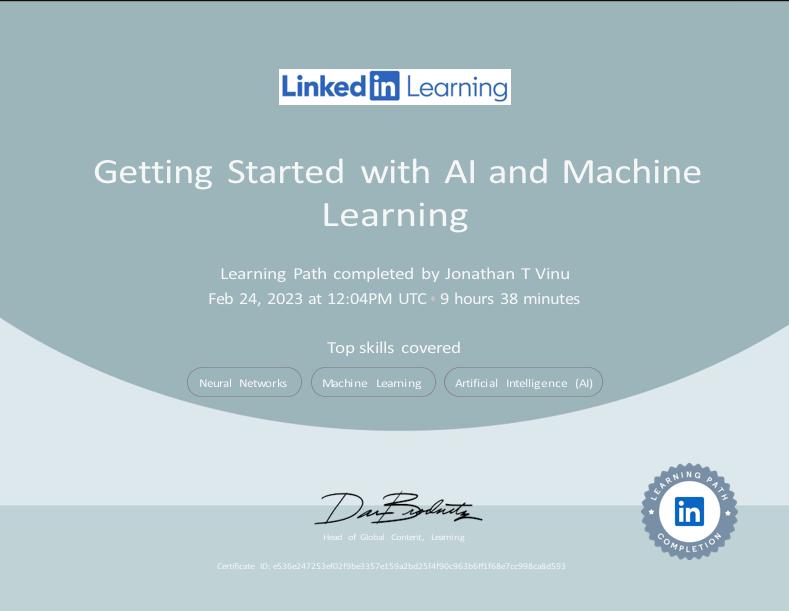 Linked in Learning
Getting Started with AI and Machine
Learning
Learning Path completed by Jonathan T Vinu
Feb 24, 2023 at 12:04PM UTC • 9 hours 38 minutes
Top skills covered
Neural Networks
Machine Learning
Artificial Intelligence (AI)
LEARNING PATH
in
COMPLETION
Head of Global Content, Learning
Certificate ID: e536e247253ef02f9be3357e159a2bd25f4f90c963b6ff1f68e7cc998ca8d593